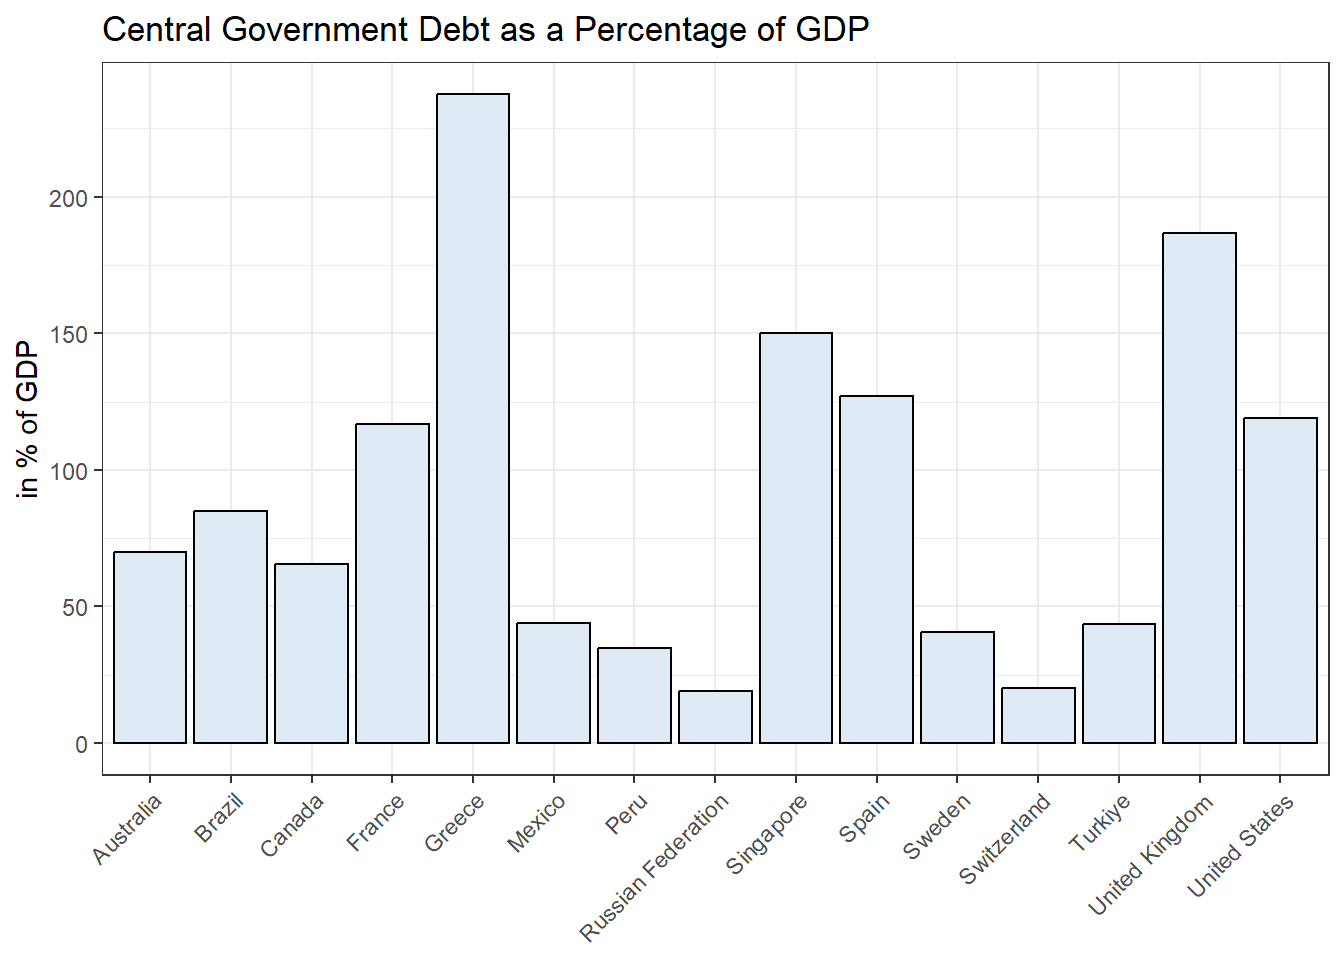 Central Government Debt as a Percentage of GDP
in % of GDP
200
150
100
50
0
Australia
Brazil
Canada
France
Greece
Mexico
Peru
Russian Federation
Singapore
Spain
Sweden
Switzerland
Turkiye
United Kingdom
United States